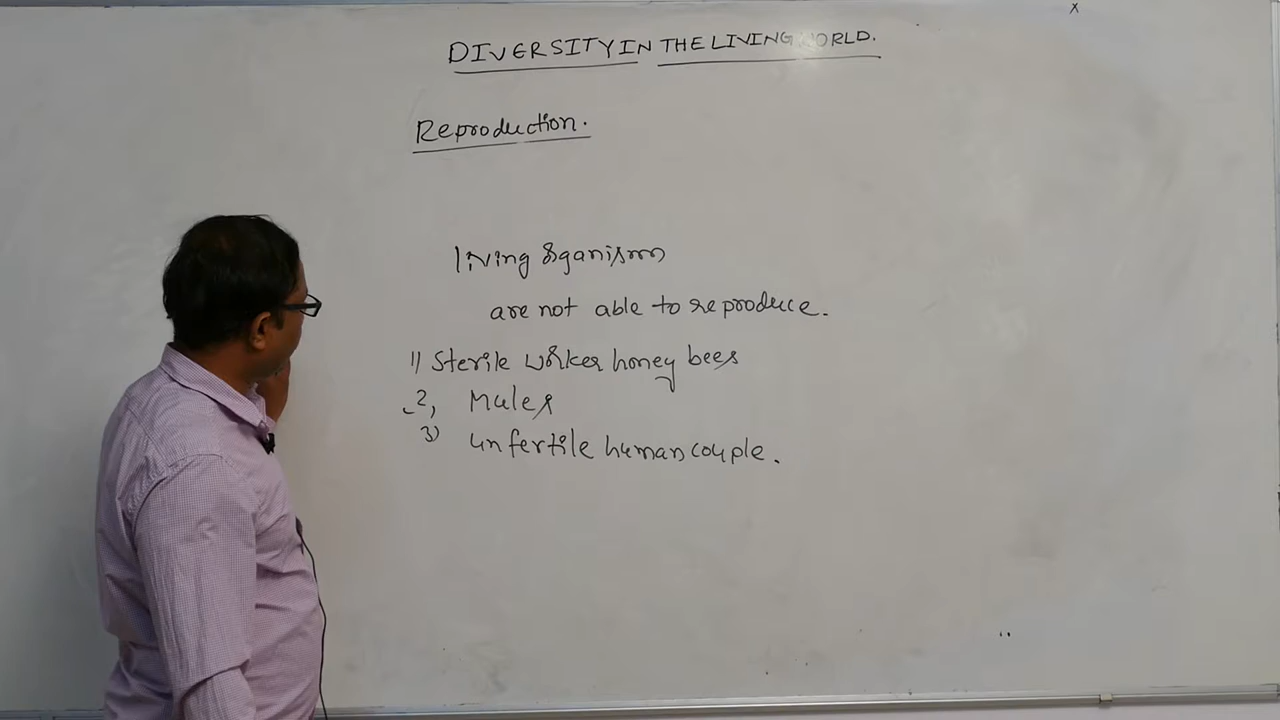 DIVERSITY IN THE LIVING WORLD.
Reproduction.
living organism
are not able to reproduce.
1) Sterile worker honey bees
2, Mules
3) unfertile human couple.